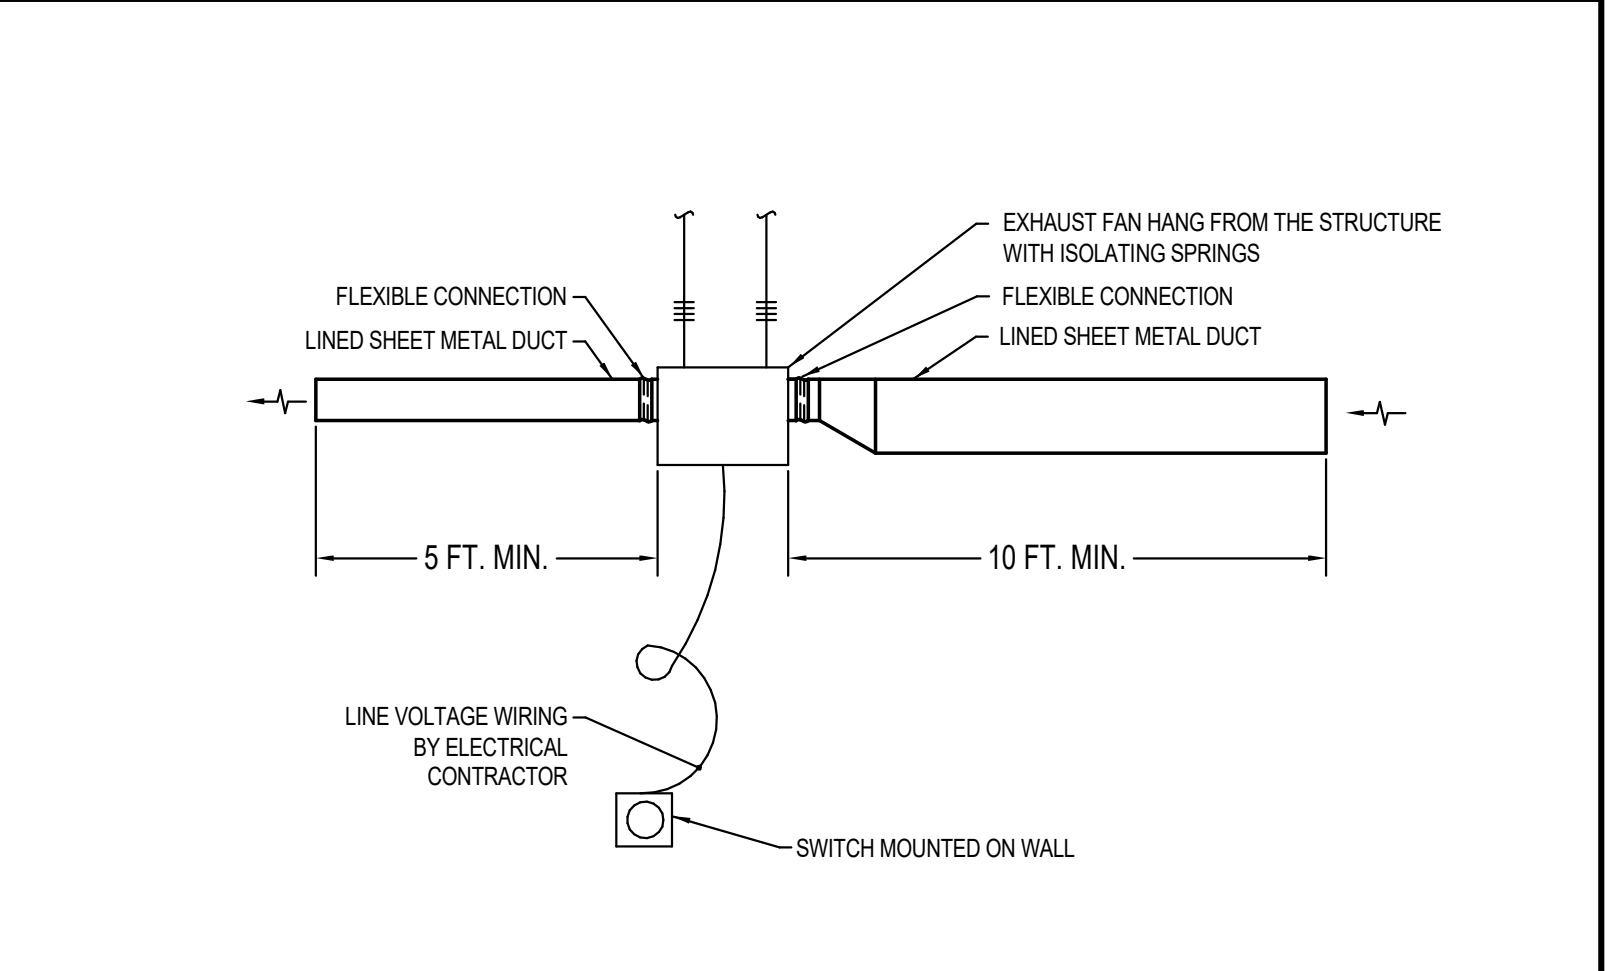 EXHAUST FAN HANG FROM THE STRUCTURE
WITH ISOLATING SPRINGS
FLEXIBLE CONNECTION
LINED SHEET METAL DUCT
FLEXIBLE CONNECTION
LINED SHEET METAL DUCT
5 FT. MIN.
10 FT. MIN.
LINE VOLTAGE WIRING
BY ELECTRICAL
CONTRACTOR
SWITCH MOUNTED ON WALL